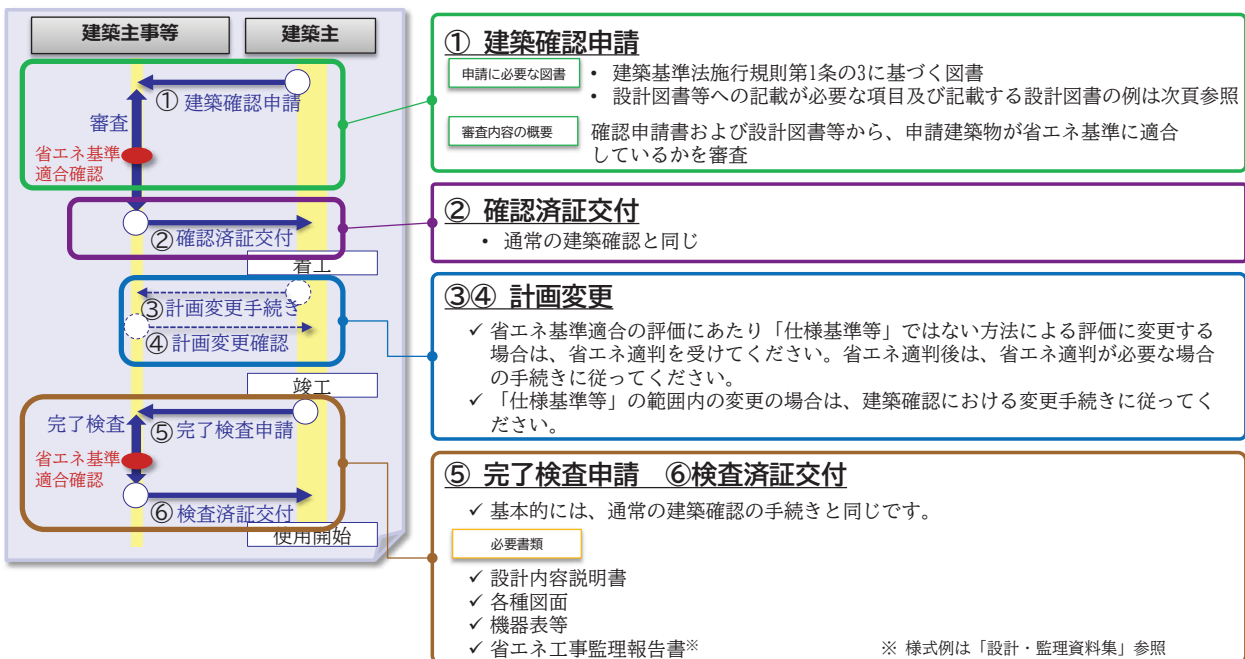 建築主事等
建築主
① 建築確認申請
審査
省エネ基準
適合確認
② 確認済証交付
着工
③ 計画変更手続き
④ 計画変更確認
竣工
完了検査
⑤ 完了検査申請
省エネ基準
適合確認
⑥ 検査済証交付
使用開始
① 建築確認申請
申請に必要な図書
• 建築基準法施行規則第1条の3に基づく図書
• 設計図書等への記載が必要な項目及び記載する設計図書の例は次頁参照
審査内容の概要
確認申請書および設計図書等から、申請建築物が省エネ基準に適合
しているかを審査
② 確認済証交付
• 通常の建築確認と同じ
③④ 計画変更
✓ 省エネ基準適合の評価にあたり「仕様基準等」ではない方法による評価に変更する
場合は、省エネ適判を受けてください。省エネ適判後は、省エネ適判が必要な場合
の手続きに従ってください。
✓ 「仕様基準等」の範囲内の変更の場合は、建築確認における変更手続きに従ってく
ださい。
⑤ 完了検査申請 ⑥検査済証交付
✓ 基本的には、通常の建築確認の手続きと同じです。
必要書類
✓ 設計内容説明書
✓ 各種図面
✓ 機器表等
✓ 省エネ工事監理報告書※
※ 様式例は「設計・監理資料集」参照